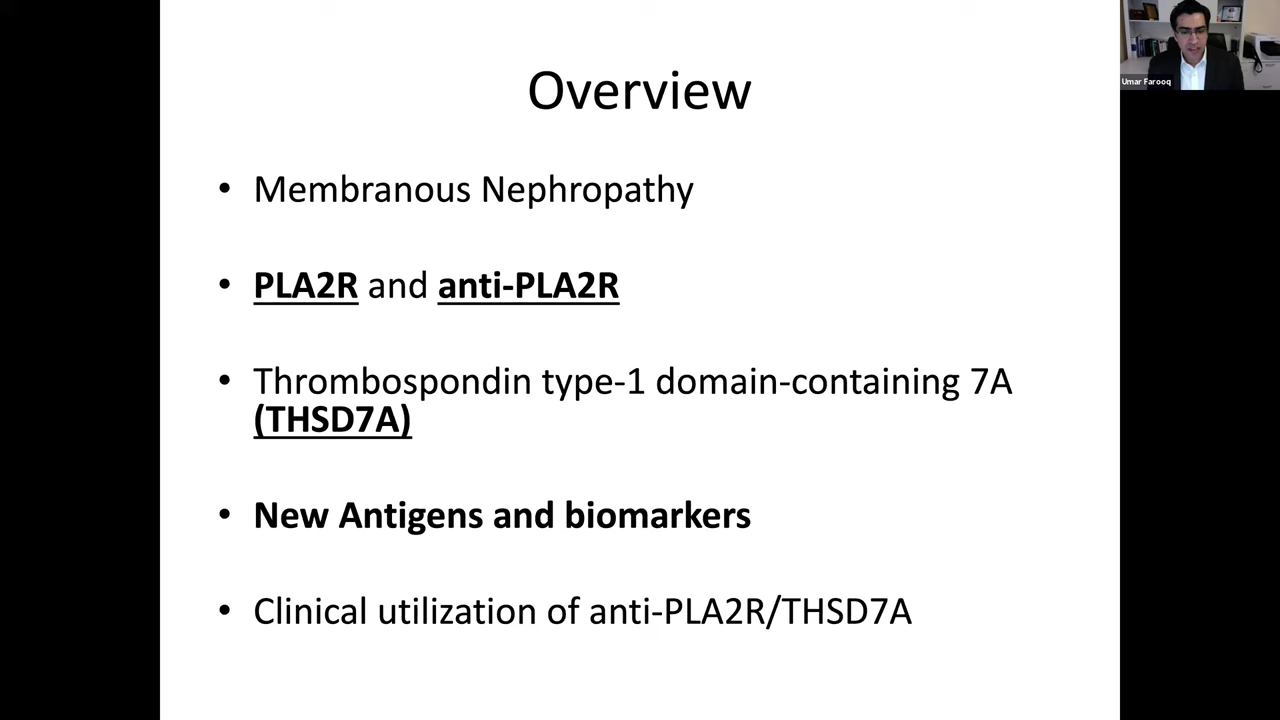 Overview
• Membranous Nephropathy
• PLA2R and anti-PLA2R
• Thrombospondin type-1 domain-containing 7A
(THSD7A)
• New Antigens and biomarkers
• Clinical utilization of anti-PLA2R/THSD7A
Umar Farooq